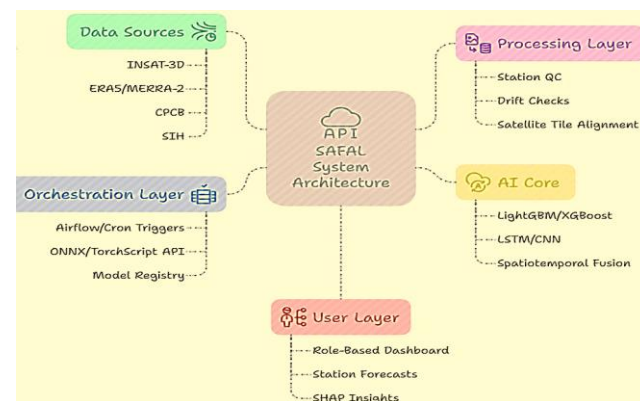 Data Sources
INSAT-3D
ERA5/MERRA-2
CPCB
SIH
Processing Layer
Station QC
Drift Checks
Satellite Tile Alignment
API
SAFAL
System
Architecture
Orchestration Layer
Airflow/Cron Triggers
ONNX/TorchScript API
Model Registry
AI Core
LightGBM/XGBoost
LSTM/CNN
Spatiotemporal Fusion
User Layer
Role-Based Dashboard
Station Forecasts
SHAP Insights